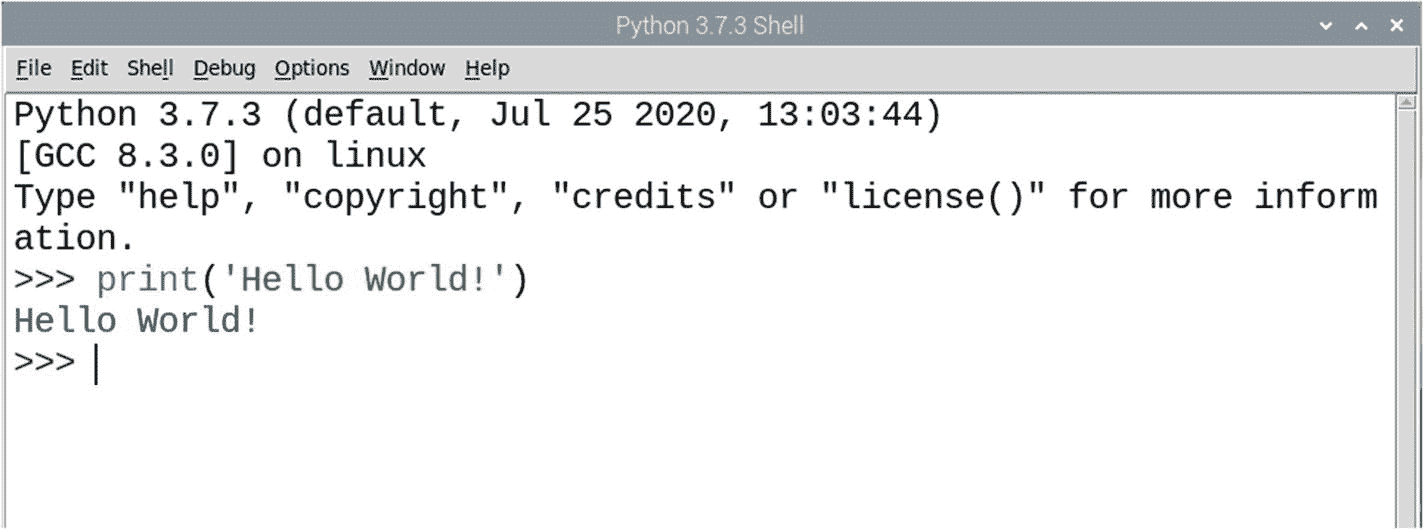 Python 3.7.3 Shell
File Edit Shell Debug Options Window Help
Python 3.7.3 (default, Jul 25 2020, 13:03:44)
[GCC 8.3.0] on linux
Type "help", "copyright", "credits" or "license()" for more inform
ation.
>>> print('Hello World!')
Hello World!
>>>